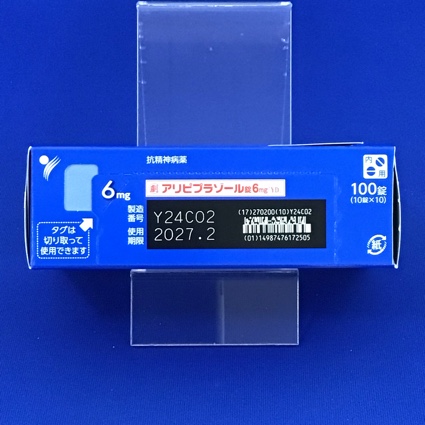 抗精神病薬
内用
6mg
劇 アリピプラゾール錠6mg「YD」
100錠
(10錠×10)
製造番号 Y24C02
使用期限 2027.2
(17)270200(10)Y24C02
(01)14987476172505
タグは
切り取って
使用できます
紙